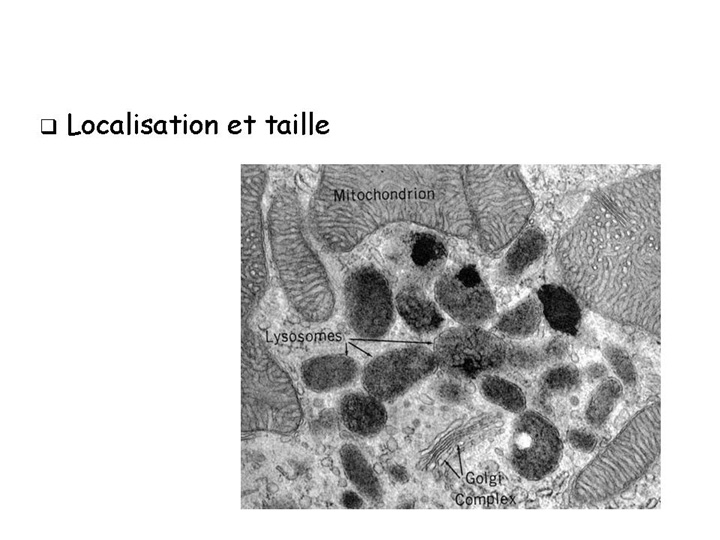 Localisation et taille
Mitochondrion
Lysosomes
Golgi
Complex